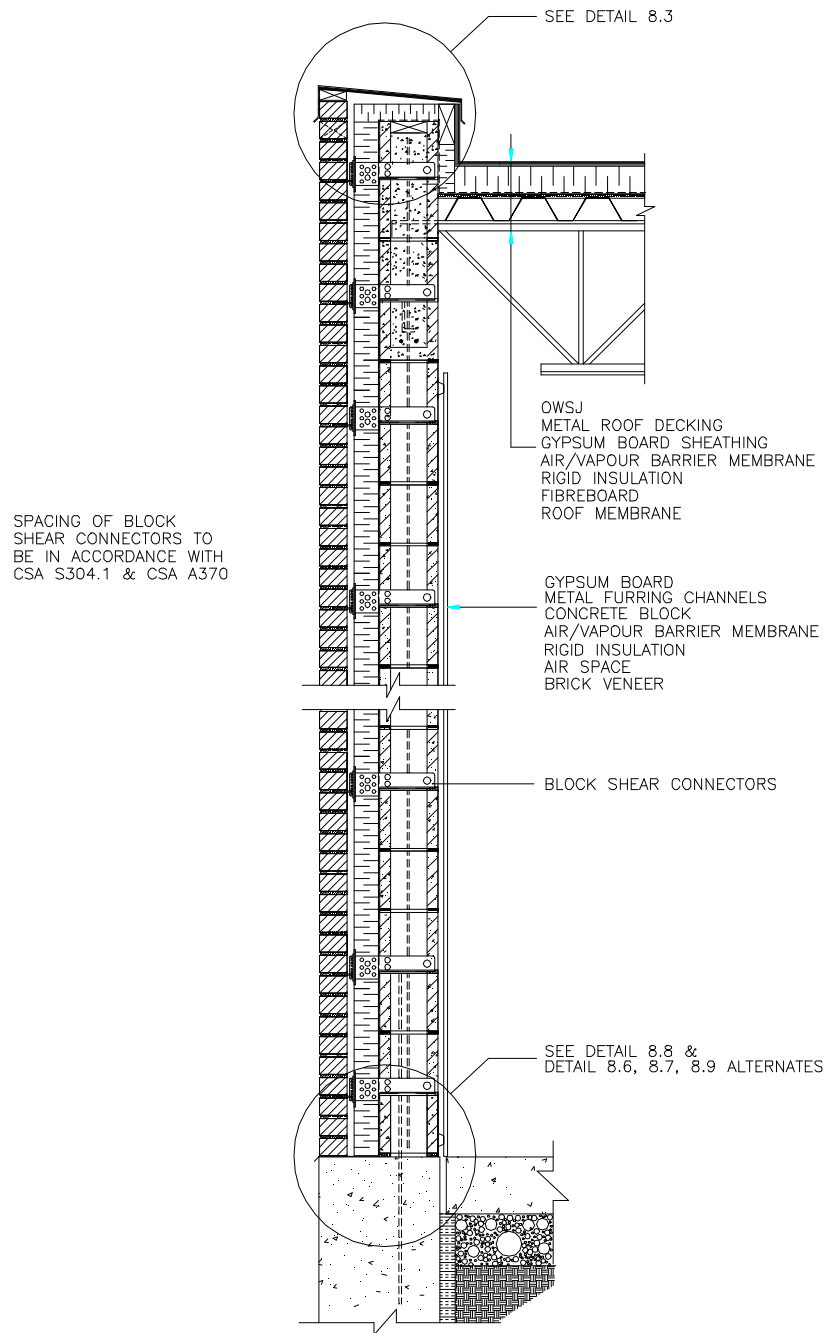 SEE DETAIL 8.3
OWSJ
METAL ROOF DECKING
GYPSUM BOARD SHEATHING
AIR/VAPOUR BARRIER MEMBRANE
RIGID INSULATION
FIBREBOARD
ROOF MEMBRANE
SPACING OF BLOCK
SHEAR CONNECTORS TO
BE IN ACCORDANCE WITH
CSA S304.1 & CSA A370
GYPSUM BOARD
METAL FURRING CHANNELS
CONCRETE BLOCK
AIR/VAPOUR BARRIER MEMBRANE
RIGID INSULATION
AIR SPACE
BRICK VENEER
BLOCK SHEAR CONNECTORS
SEE DETAIL 8.8 &
DETAIL 8.6, 8.7, 8.9 ALTERNATES